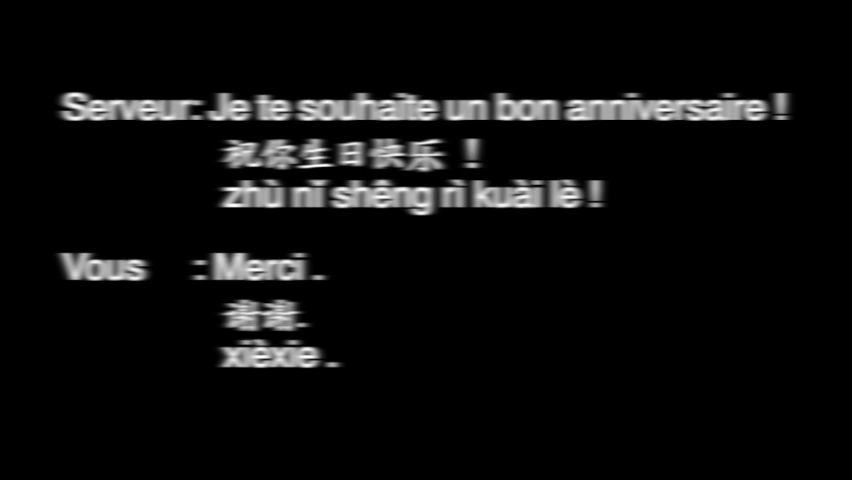 Serveur: Je te souhaite un bon anniversaire !
祝你生日快乐 ！
zhù nǐ shēng rì kuài lè !
Vous : Merci .
谢谢.
xièxie .